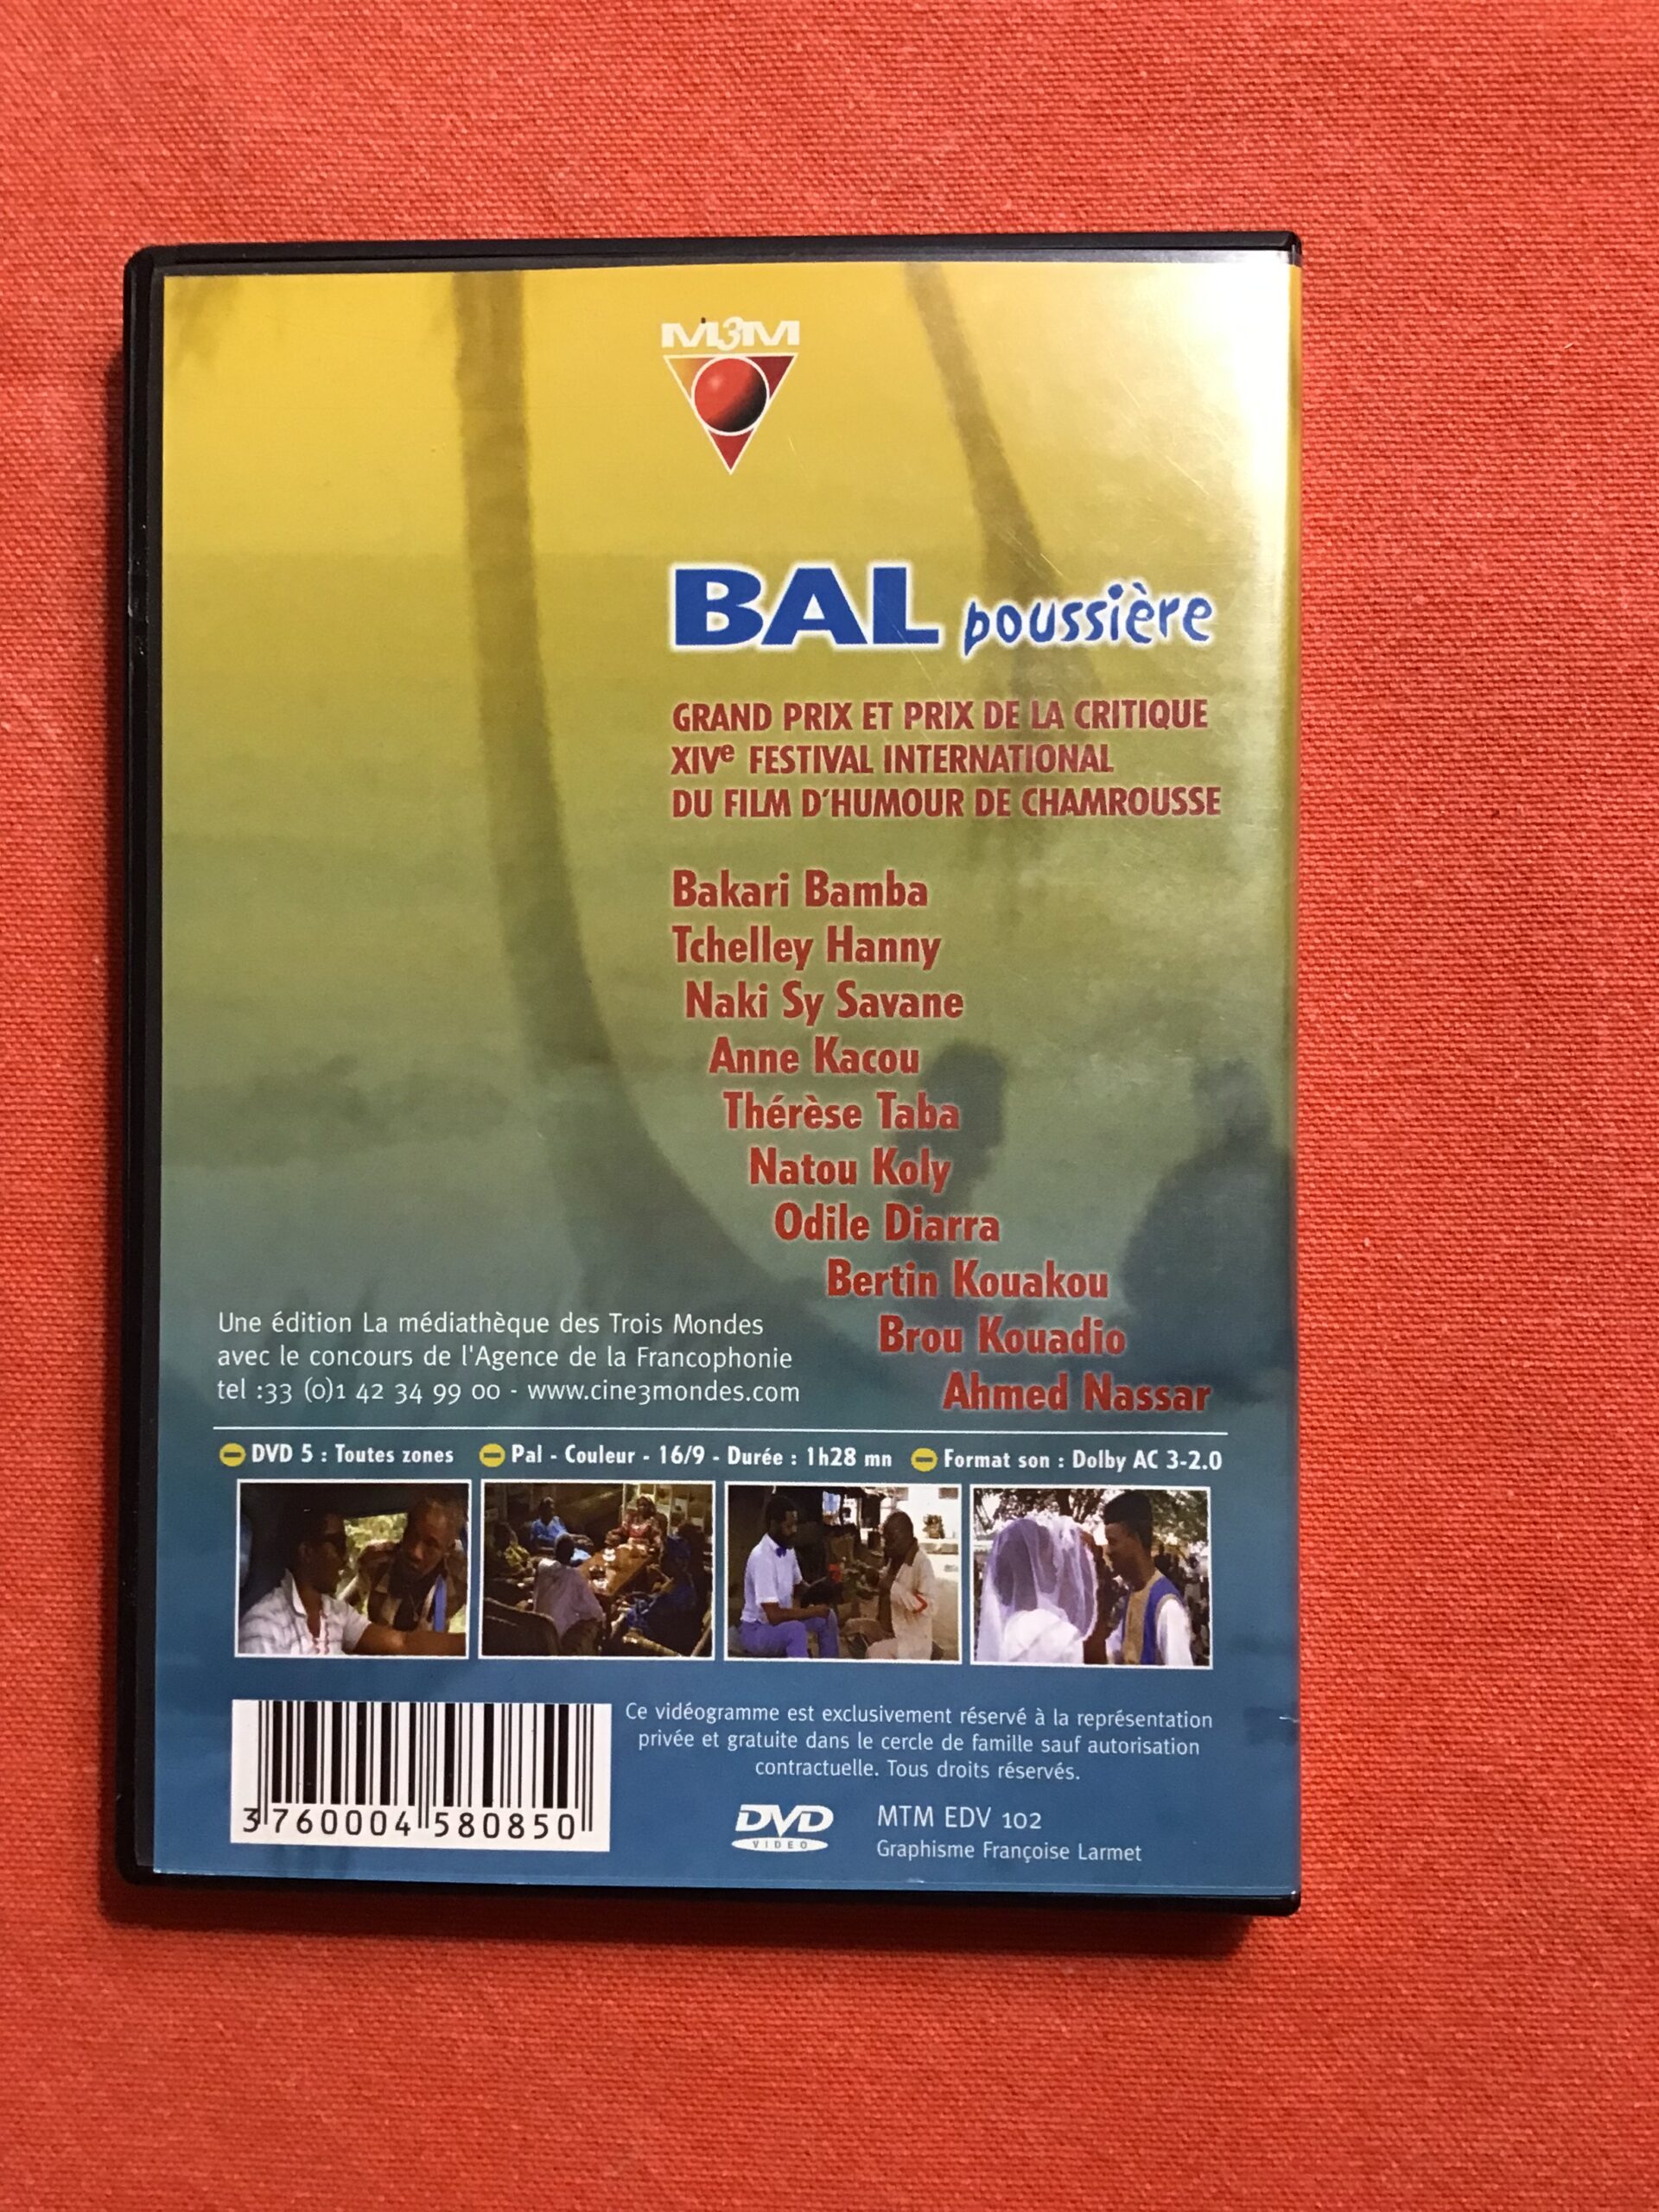 M3M
BAL poussière
GRAND PRIX ET PRIX DE LA CRITIQUE
XIVe FESTIVAL INTERNATIONAL
DU FILM D'HUMOUR DE CHAMROUSSE
Bakari Bamba
Tchelley Hanny
Naki Sy Savane
Anne Kacou
Thérèse Taba
Natou Koly
Odile Diarra
Bertin Kouakou
Brou Kouadio
Ahmed Nassar
Une édition La médiathèque des Trois Mondes
avec le concours de l'Agence de la Francophonie
tel :33 (0)1 42 34 99 00 - www.cine3mondes.com
DVD 5 : Toutes zones Pal - Couleur - 16/9 - Durée : 1h28 mn Format son : Dolby AC 3-2.0
Ce vidéogramme est exclusivement réservé à la représentation
privée et gratuite dans le cercle de famille sauf autorisation
contractuelle. Tous droits réservés.
3 760004 580850
DVD
VIDEO
MTM EDV 102
Graphisme Françoise Larmet